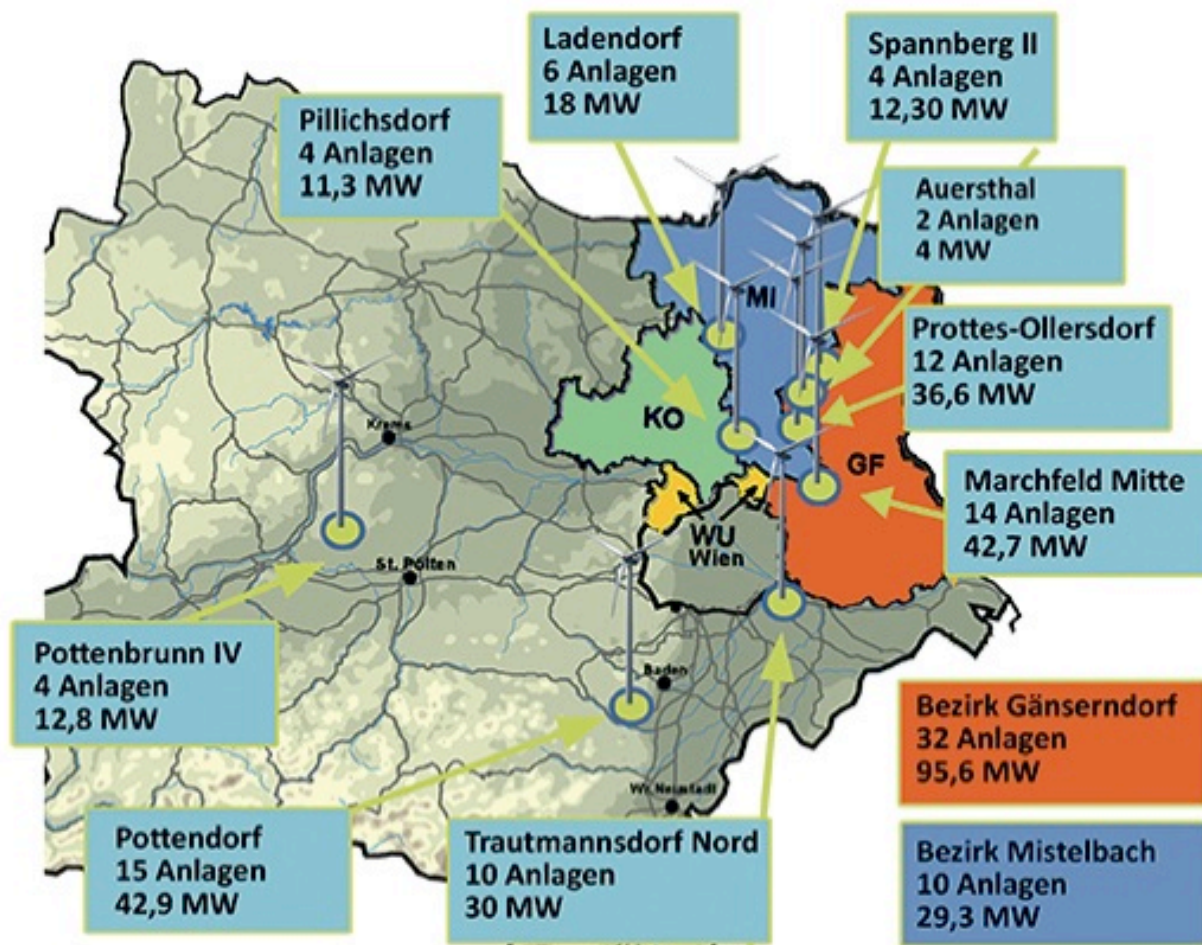 Ladendorf
6 Anlagen
18 MW
Spannberg II
4 Anlagen
12,30 MW
Pillichsdorf
4 Anlagen
11,3 MW
Auersthal
2 Anlagen
4 MW
MI
Prottes-Ollersdorf
12 Anlagen
36,6 MW
KO
Krems
GF
Marchfeld Mitte
14 Anlagen
42,7 MW
WU
Wien
St. Pölten
Pottenbrunn IV
4 Anlagen
12,8 MW
Baden
Bezirk Gänserndorf
32 Anlagen
95,6 MW
Wr. Neustadt
Pottendorf
15 Anlagen
42,9 MW
Trautmannsdorf Nord
10 Anlagen
30 MW
Bezirk Mistelbach
10 Anlagen
29,3 MW